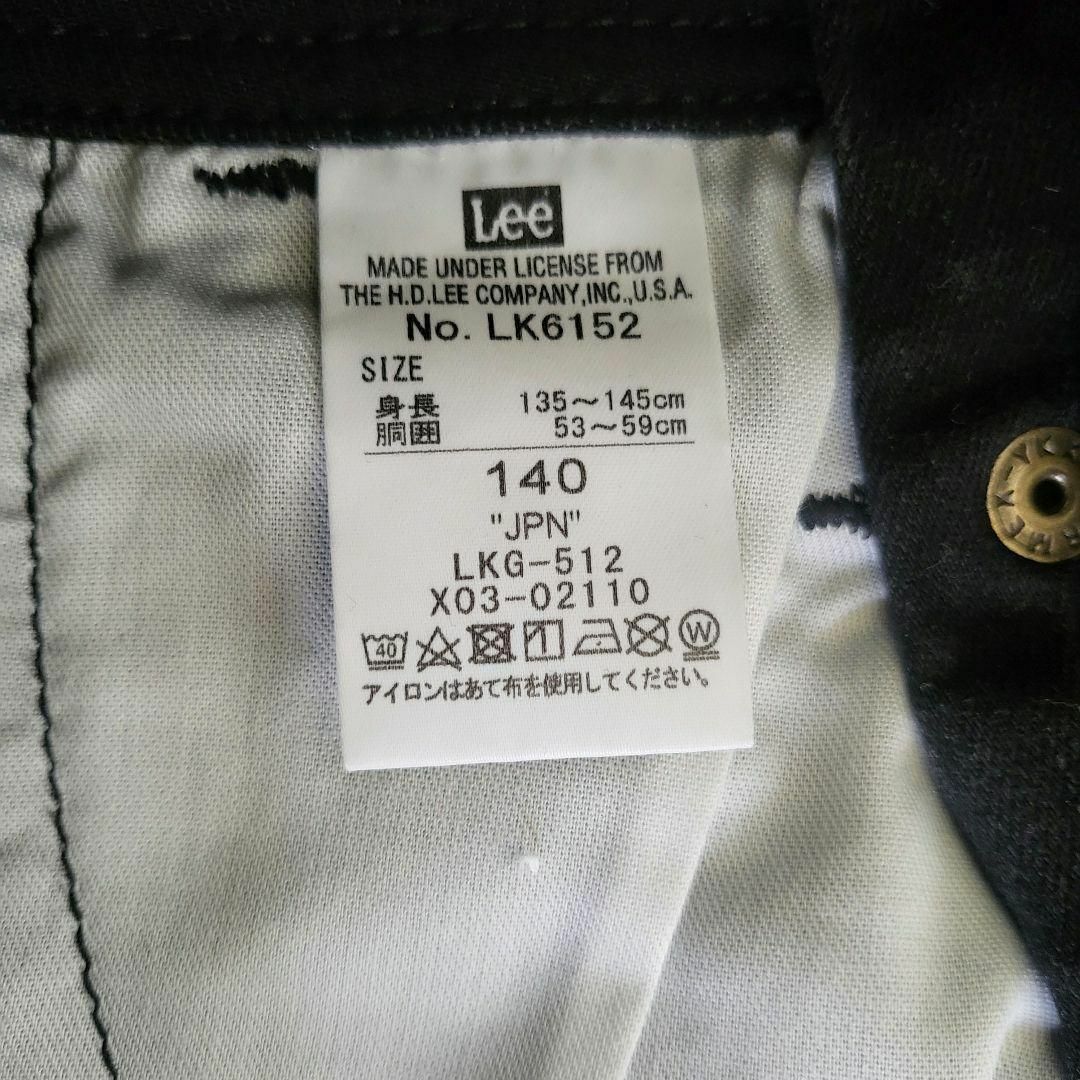 Lee
MADE UNDER LICENSE FROM
THE H.D.LEE COMPANY,INC.,U.S.A.
No. LK6152
SIZE
身長 135～145cm
胴囲 53～59cm
140
"JPN"
LKG-512
X03-02110
40 W
アイロンはあて布を使用してください。